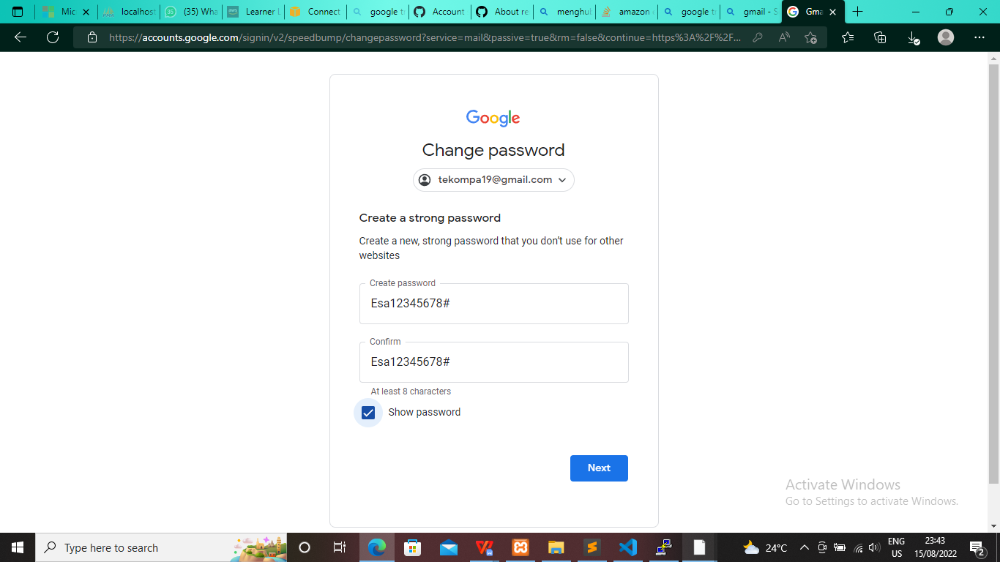 Mic
localhost
35
(35) Wha
aws
Learner L
Connect
google tr
Account
About re
menghub
amazon
google t
gmail - S
Gma
https://accounts.google.com/signin/v2/speedbump/changepassword?service=mail&passive=true&rm=false&continue=https%3A%2F%2F...
Google
Change password
tekompa19@gmail.com
Create a strong password
Create a new, strong password that you don't use for other
websites
Create password
Esa12345678#
Confirm
Esa12345678#
At least 8 characters
Show password
Next
Activate Windows
Go to Settings to activate Windows.
Type here to search
24°C
ENG
US
23:43
15/08/2022
2